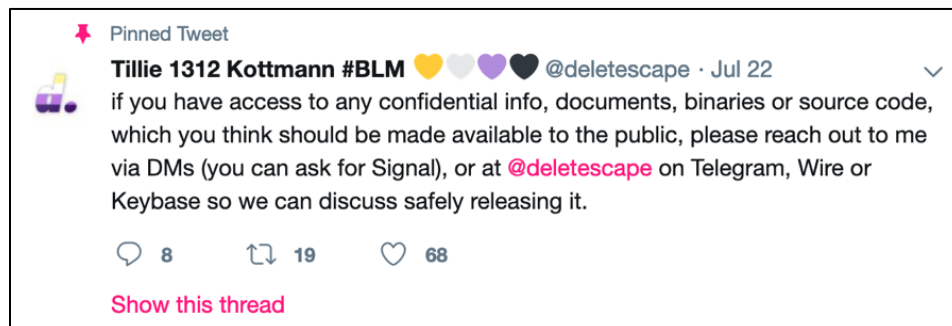 Pinned Tweet
Tillie 1312 Kottmann #BLM 💛🤍💜🖤 @deletescape · Jul 22
d.
if you have access to any confidential info, documents, binaries or source code,
which you think should be made available to the public, please reach out to me
via DMs (you can ask for Signal), or at @deletescape on Telegram, Wire or
Keybase so we can discuss safely releasing it.
8 19 68
Show this thread